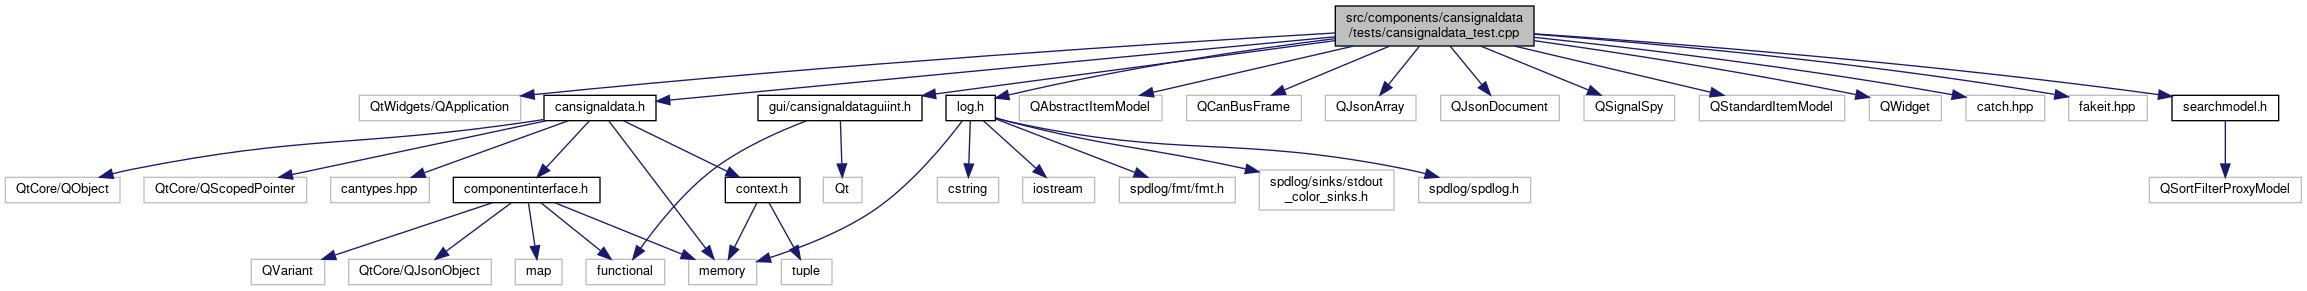 src/components/cansignaldata
/tests/cansignaldata_test.cpp
QtWidgets/QApplication
cansignaldata.h
gui/cansignaldataguiint.h
log.h
QAbstractItemModel
QCanBusFrame
QJsonArray
QJsonDocument
QSignalSpy
QStandardItemModel
QWidget
catch.hpp
fakeit.hpp
searchmodel.h
QtCore/QObject
QtCore/QScopedPointer
cantypes.hpp
componentinterface.h
context.h
Qt
cstring
iostream
spdlog/fmt/fmt.h
spdlog/sinks/stdout
_color_sinks.h
spdlog/spdlog.h
QSortFilterProxyModel
QVariant
QtCore/QJsonObject
map
functional
memory
tuple